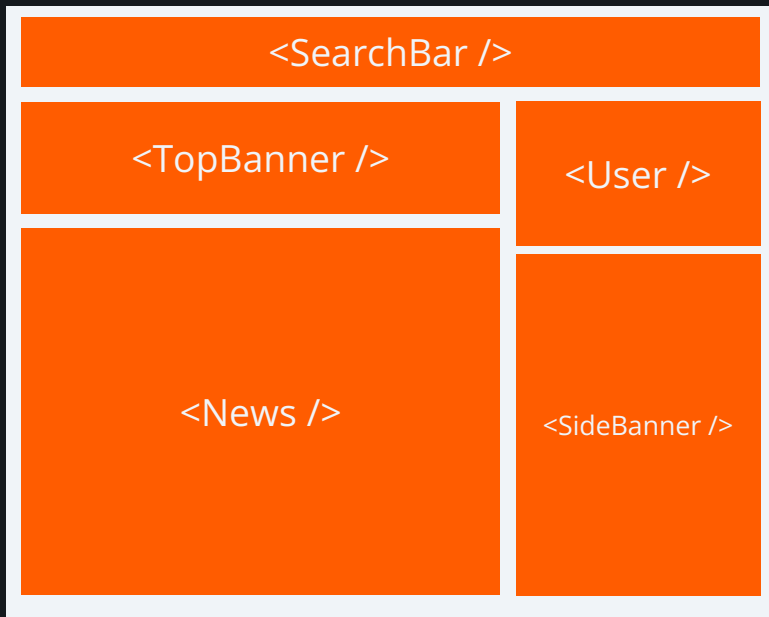 <SearchBar />
<TopBanner />
<User />
<News />
<SideBanner />